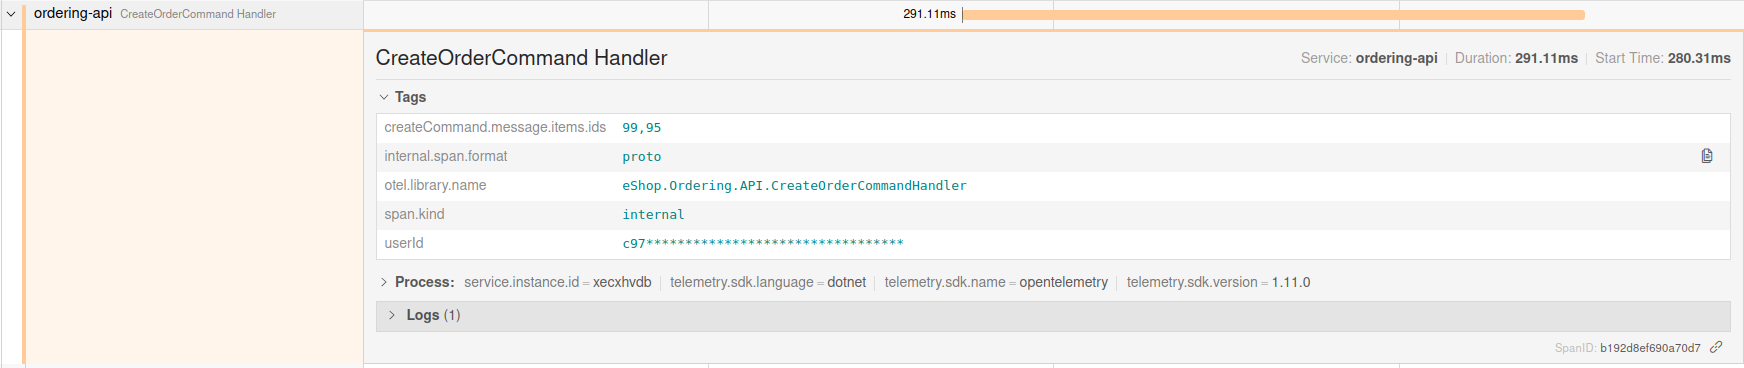 ordering-api CreateOrderCommand Handler 291.11ms
CreateOrderCommand Handler Service: ordering-api Duration: 291.11ms Start Time: 280.31ms
Tags
createCommand.message.items.ids 99,95
internal.span.format proto
otel.library.name eShop.Ordering.API.CreateOrderCommandHandler
span.kind internal
userId c97*********************************
Process: service.instance.id = xecxhvdb telemetry.sdk.language = dotnet telemetry.sdk.name = opentelemetry telemetry.sdk.version = 1.11.0
Logs (1)
SpanID: b192d8ef690a70d7